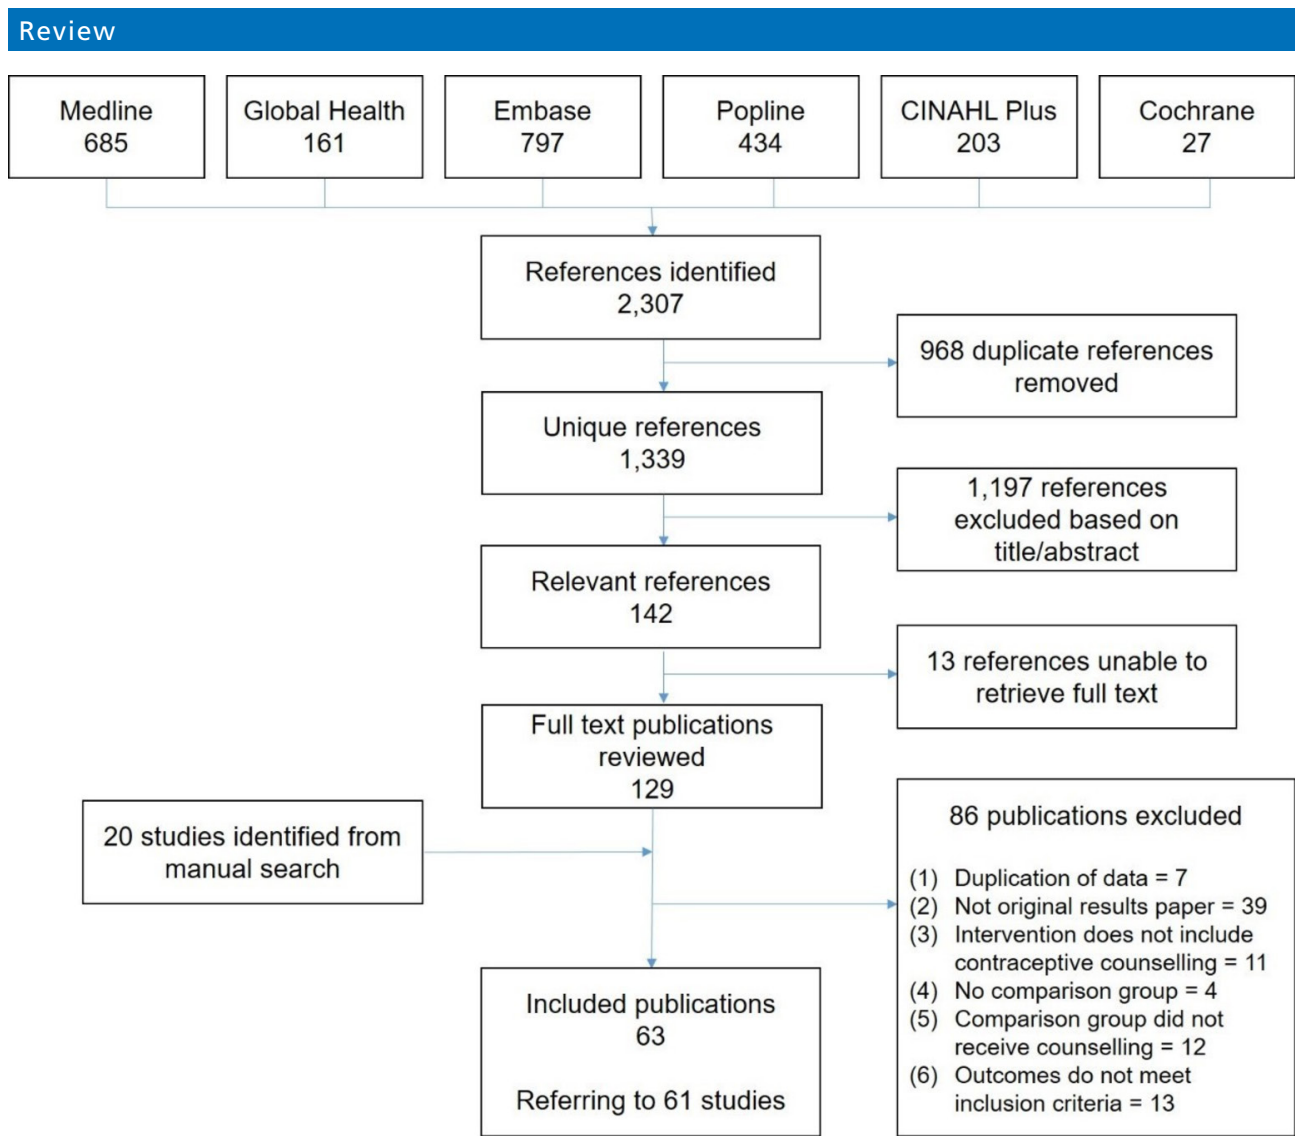 Review
Medline
685
Global Health
161
Embase
797
Popline
434
CINAHL Plus
203
Cochrane
27
References identified
2,307
968 duplicate references
removed
Unique references
1,339
1,197 references
excluded based on
title/abstract
Relevant references
142
13 references unable to
retrieve full text
Full text publications
reviewed
129
20 studies identified from
manual search
86 publications excluded
(1) Duplication of data = 7
(2) Not original results paper = 39
(3) Intervention does not include
contraceptive counselling = 11
(4) No comparison group = 4
(5) Comparison group did not
receive counselling = 12
(6) Outcomes do not meet
inclusion criteria = 13
Included publications
63
Referring to 61 studies